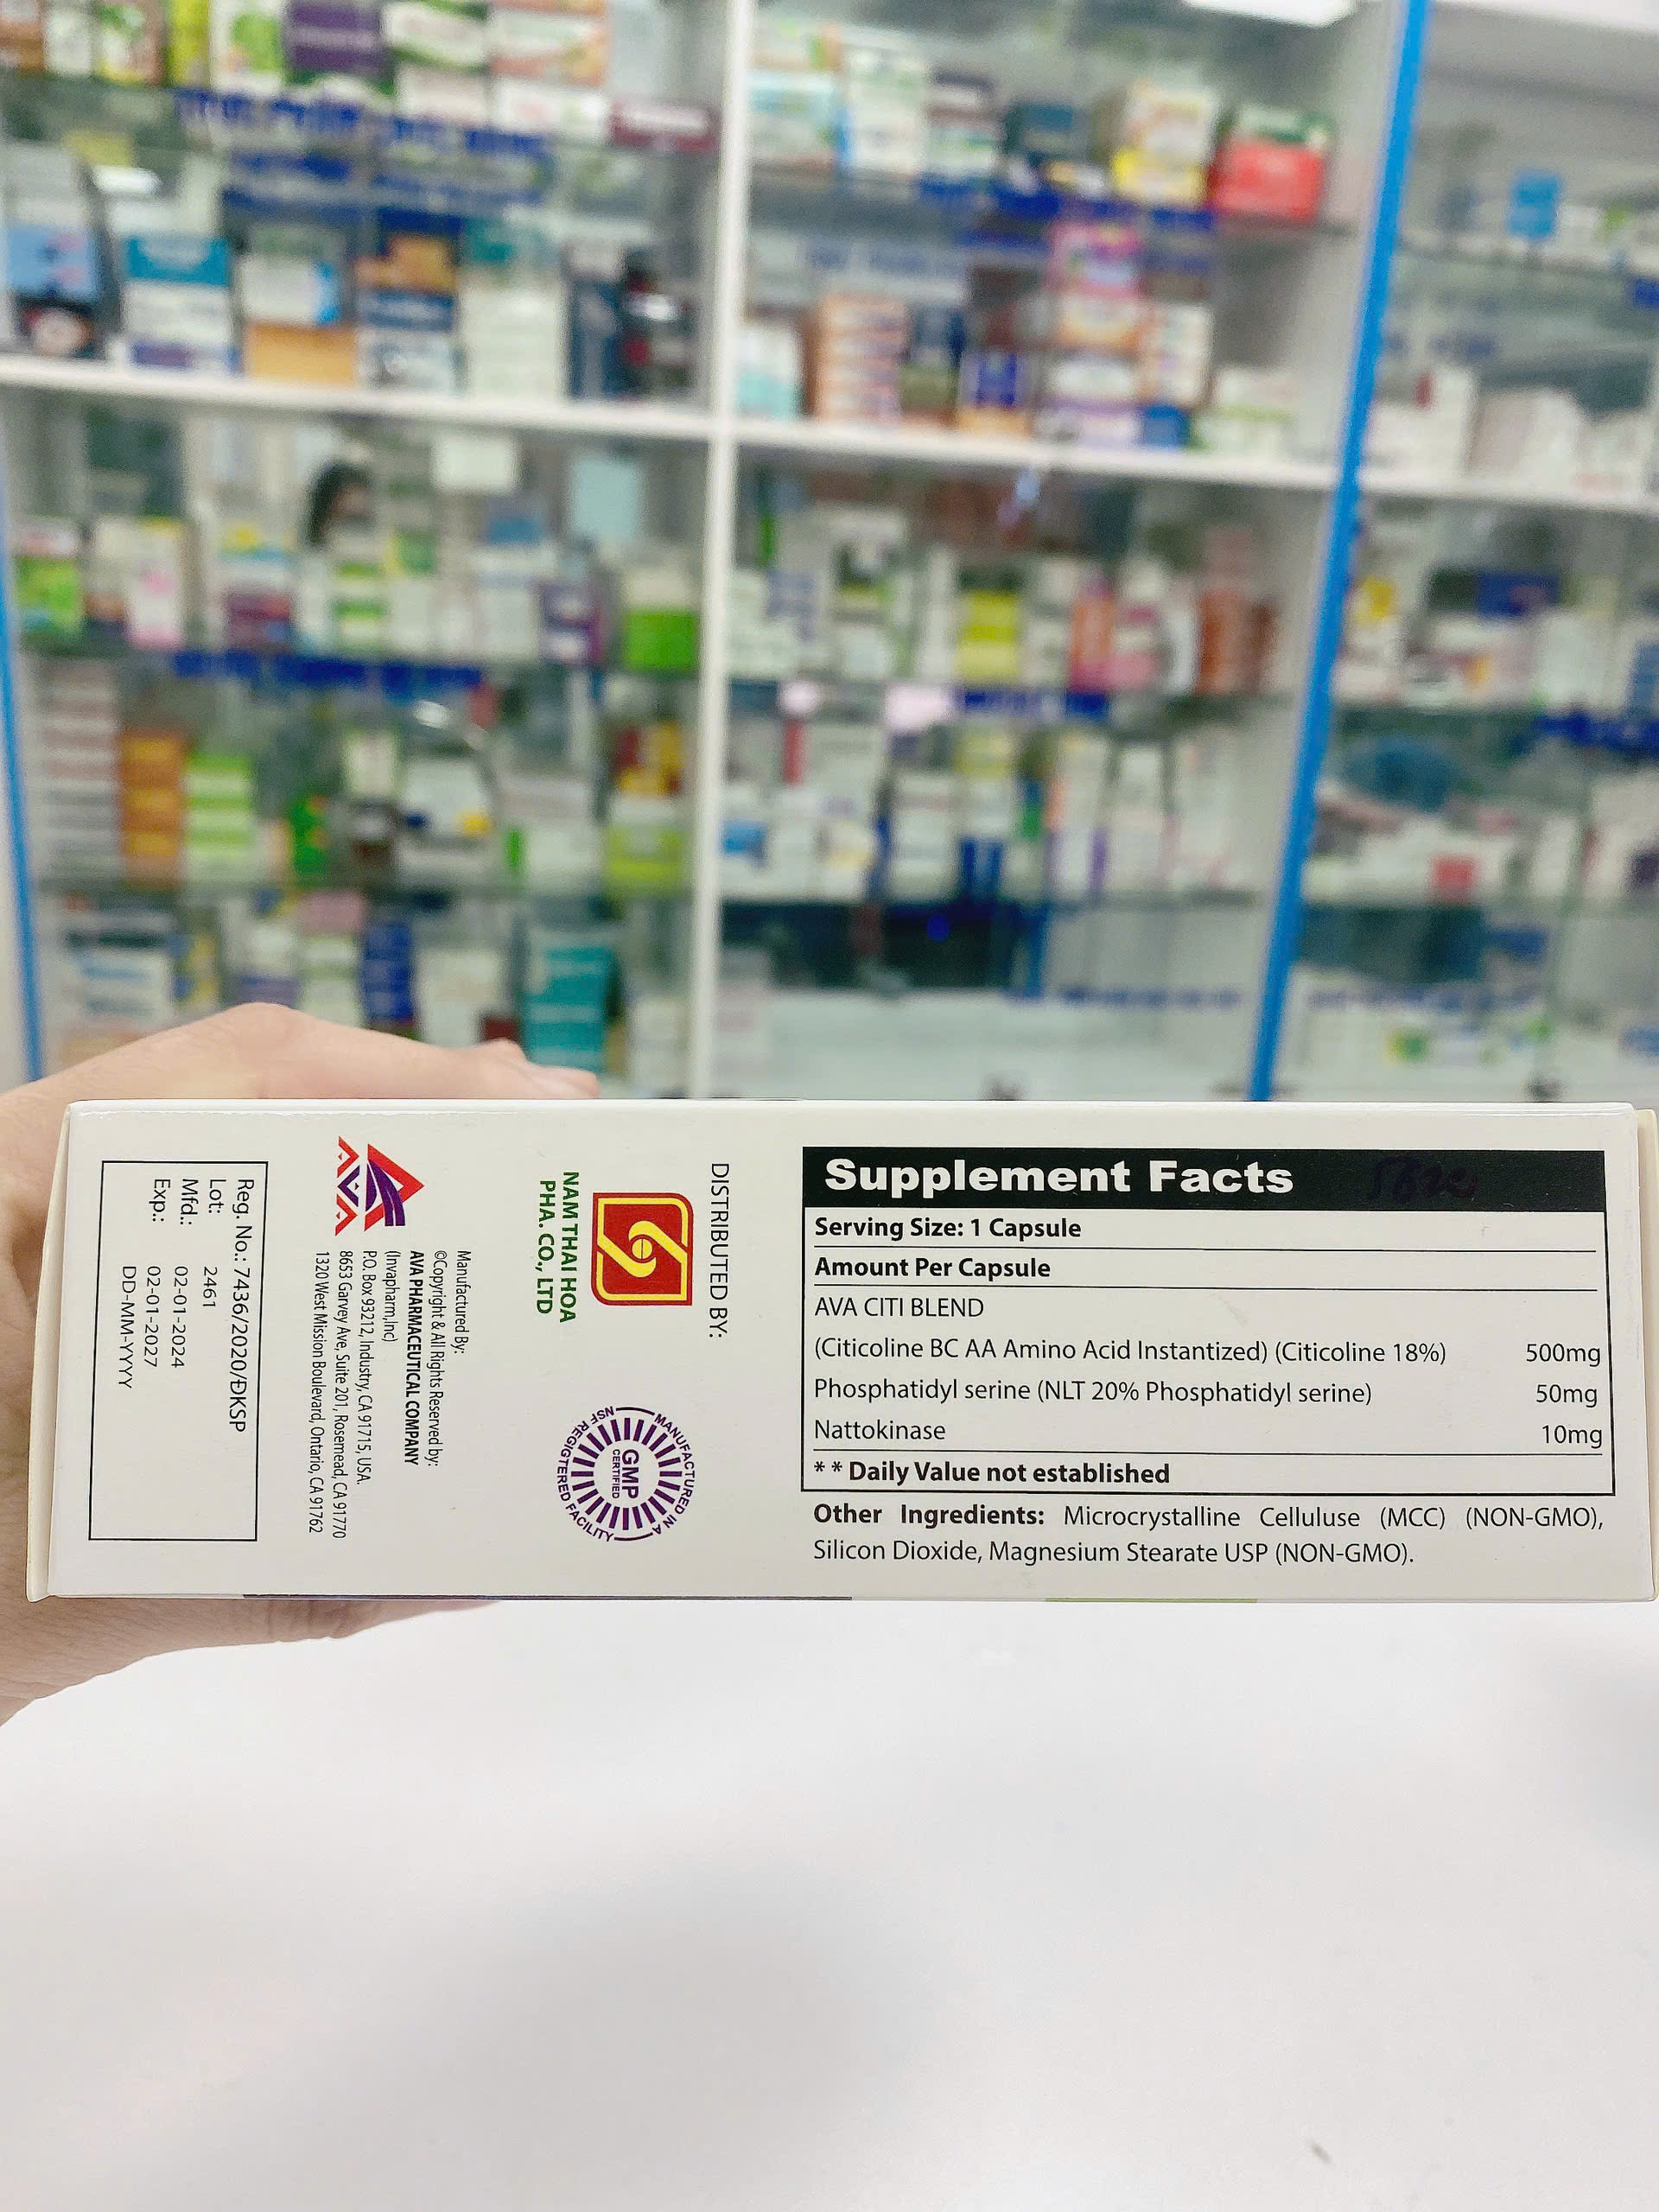 Supplement Facts
Serving Size: 1 Capsule
Amount Per Capsule
AVA CITI BLEND
(Citicoline BC AA Amino Acid Instantized) (Citicoline 18%) 500mg
Phosphatidyl serine (NLT 20% Phosphatidyl serine) 50mg
Nattokinase 10mg
** Daily Value not established
Other Ingredients: Microcrystalline Celluluse (MCC) (NON-GMO),
Silicon Dioxide, Magnesium Stearate USP (NON-GMO).
DISTRIBUTED BY:
NAM THAI HOA
PHA. CO., LTD
MANUFACTURED IN A
GMP
CERTIFIED
NSF REGISTERED FACILITY
AVA
Manufactured By:
©Copyright & All Rights Reserved by:
AVA PHARMACEUTICAL COMPANY
(Invapharm,Inc)
P.O. Box 93212, Industry, CA 91715, USA.
8653 Garvey Ave, Suite 201, Rosemead, CA 91770
1320 West Mission Boulevard, Ontario, CA 91762
Reg. No.: 7436/2020/ĐKSP
Lot: 2461
Mfd.: 02-01-2024
Exp.: 02-01-2027
DD-MM-YYYY